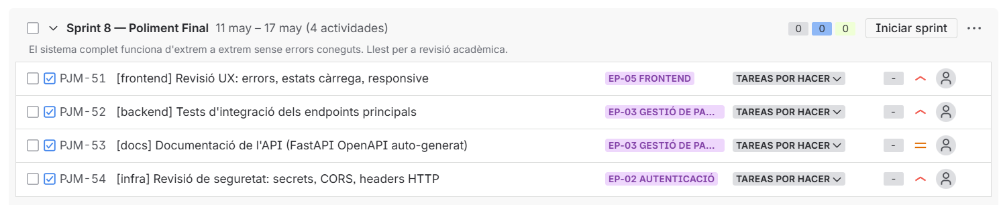 Sprint 8 — Poliment Final 11 may – 17 may (4 actividades) 0 0 0 Iniciar sprint
El sistema complet funciona d'extrem a extrem sense errors coneguts. Llest per a revisió acadèmica.
PJM-51 [frontend] Revisió UX: errors, estats càrrega, responsive EP-05 FRONTEND TAREAS POR HACER -
PJM-52 [backend] Tests d'integració dels endpoints principals EP-03 GESTIÓ DE PA... TAREAS POR HACER -
PJM-53 [docs] Documentació de l'API (FastAPI OpenAPI auto-generat) EP-03 GESTIÓ DE PA... TAREAS POR HACER -
PJM-54 [infra] Revisió de seguretat: secrets, CORS, headers HTTP EP-02 AUTENTICACIÓ TAREAS POR HACER -